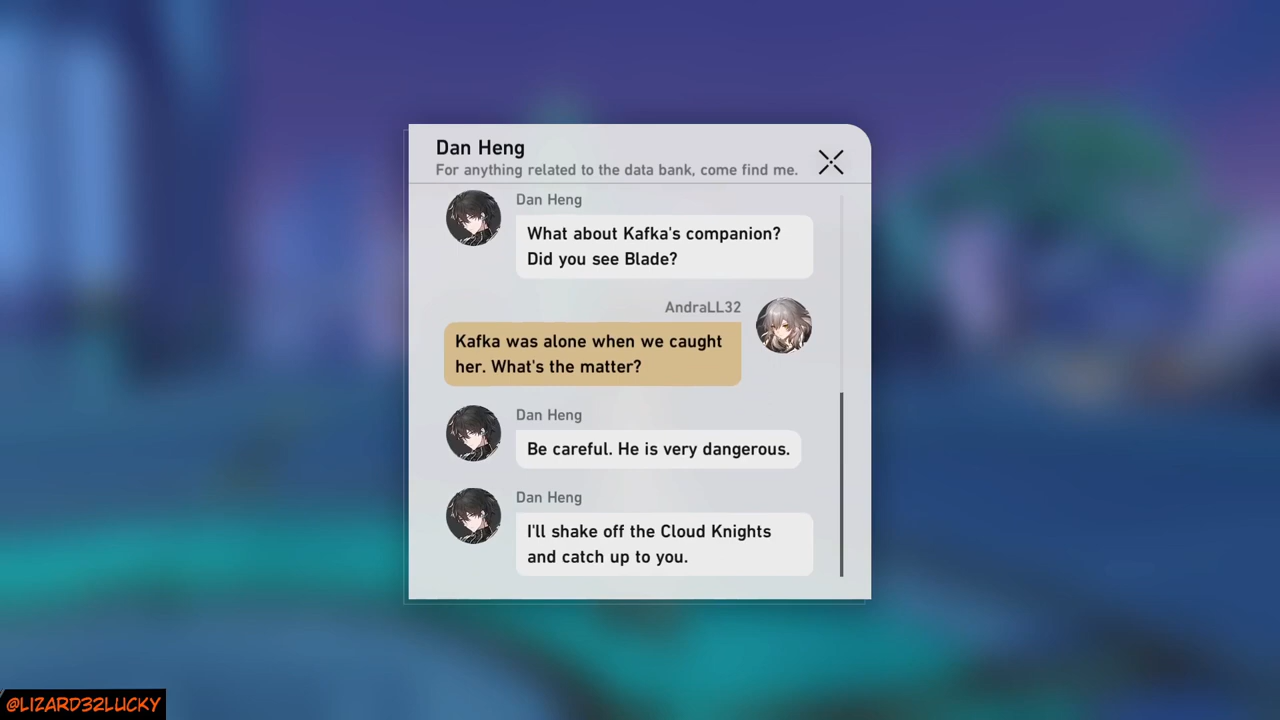 Dan Heng
For anything related to the data bank, come find me.
Dan Heng
What about Kafka's companion?
Did you see Blade?
AndraLL32
Kafka was alone when we caught
her. What's the matter?
Dan Heng
Be careful. He is very dangerous.
Dan Heng
I'll shake off the Cloud Knights
and catch up to you.
@LIZARD32LUCKY